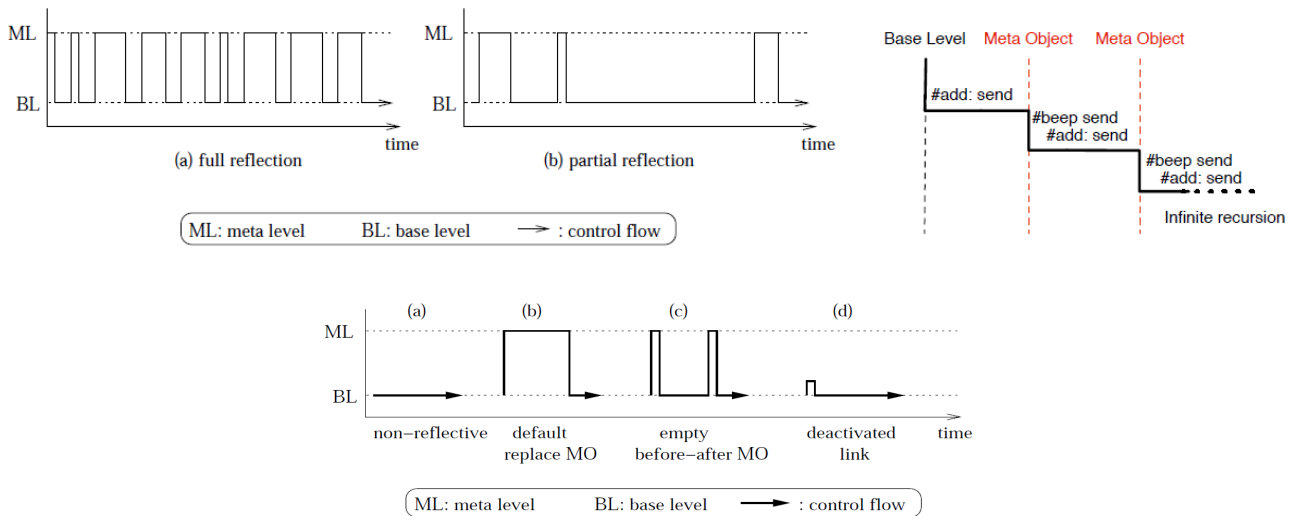 ML
BL
time
(a) full reflection
ML
BL
time
(b) partial reflection
ML: meta level BL: base level : control flow
Base Level Meta Object Meta Object
#add: send
#beep send
#add: send
#beep send
#add: send
Infinite recursion
(a) (b) (c) (d)
ML
BL
non−reflective default empty deactivated time
replace MO before−after MO link
ML: meta level BL: base level : control flow